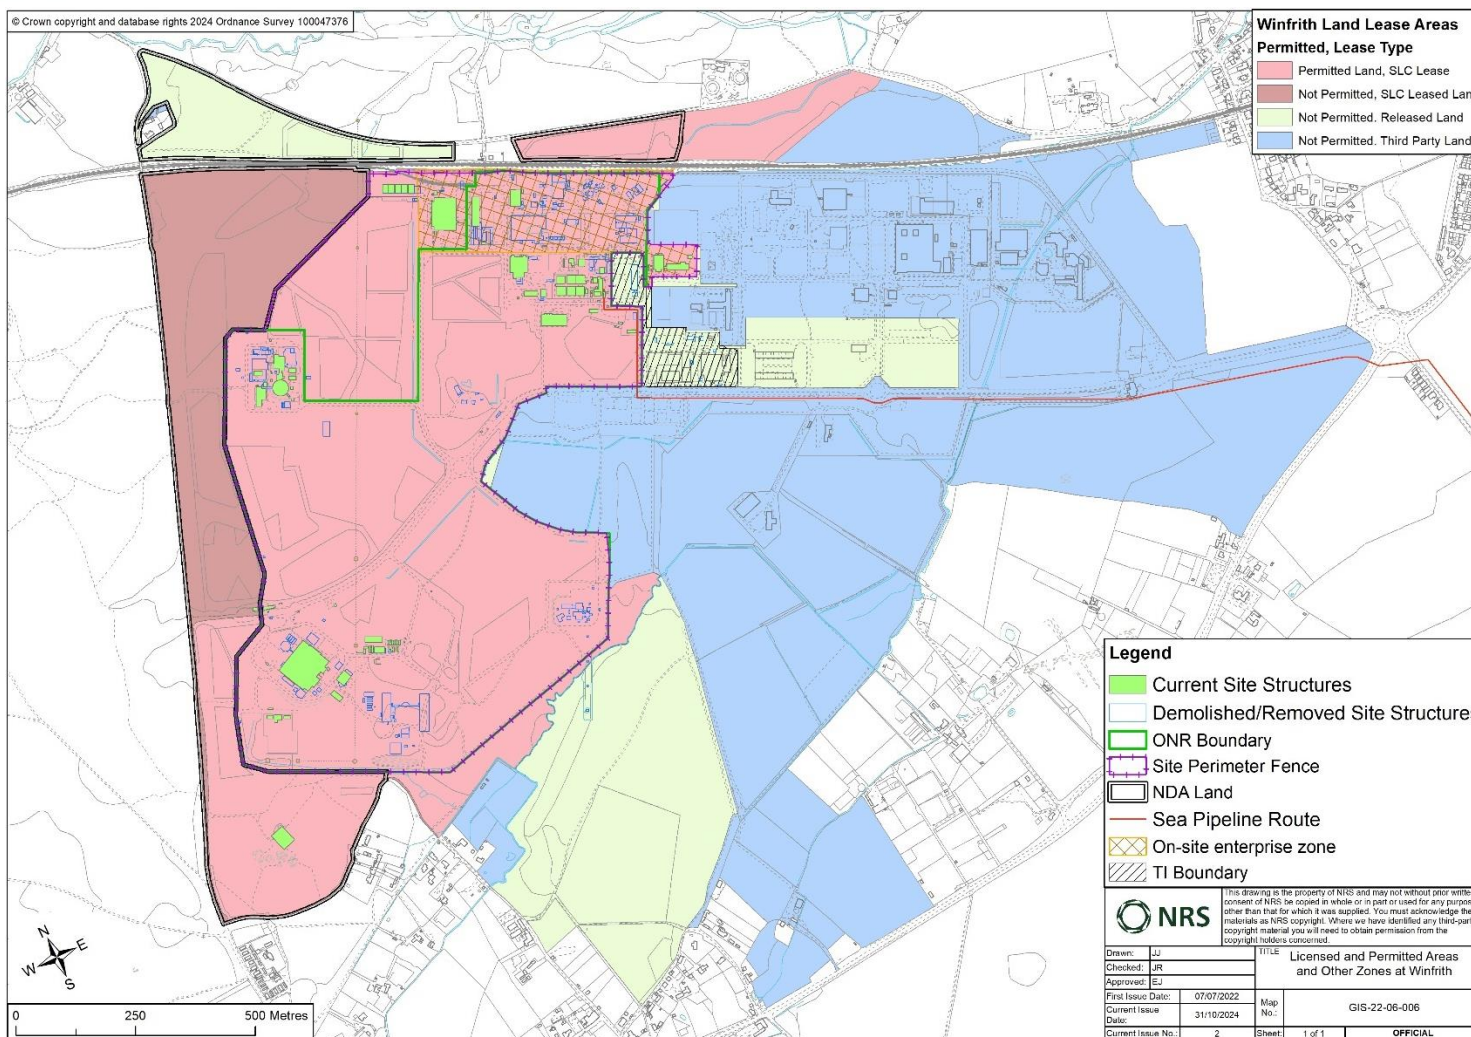 © Crown copyright and database rights 2024 Ordnance Survey 100047376
Winfrith Land Lease Areas
Permitted, Lease Type
Permitted Land, SLC Lease
Not Permitted, SLC Leased Lan
Not Permitted. Released Land
Not Permitted. Third Party Land
Legend
Current Site Structures
Demolished/Removed Site Structures
ONR Boundary
Site Perimeter Fence
NDA Land
Sea Pipeline Route
On-site enterprise zone
TI Boundary
NRS
This drawing is the property of NRS and may not without prior writte
consent of NRS be copied in whole or in part or used for any purpos
other than that for which it was supplied. You must acknowledge the
materials as NRS copyright. Where we have identified any third-part
copyright material you will need to obtain permission from the
copyright holders concerned.
Drawn: JJ
Checked: JR
Approved: EJ
TITLE Licensed and Permitted Areas
and Other Zones at Winfrith
First Issue Date: 07/07/2022
Current Issue
Date: 31/10/2024
Map
No.: GIS-22-06-006
Current Issue No.: 2
Sheet: 1 of 1
OFFICIAL
N
E
W
S
0 250 500 Metres